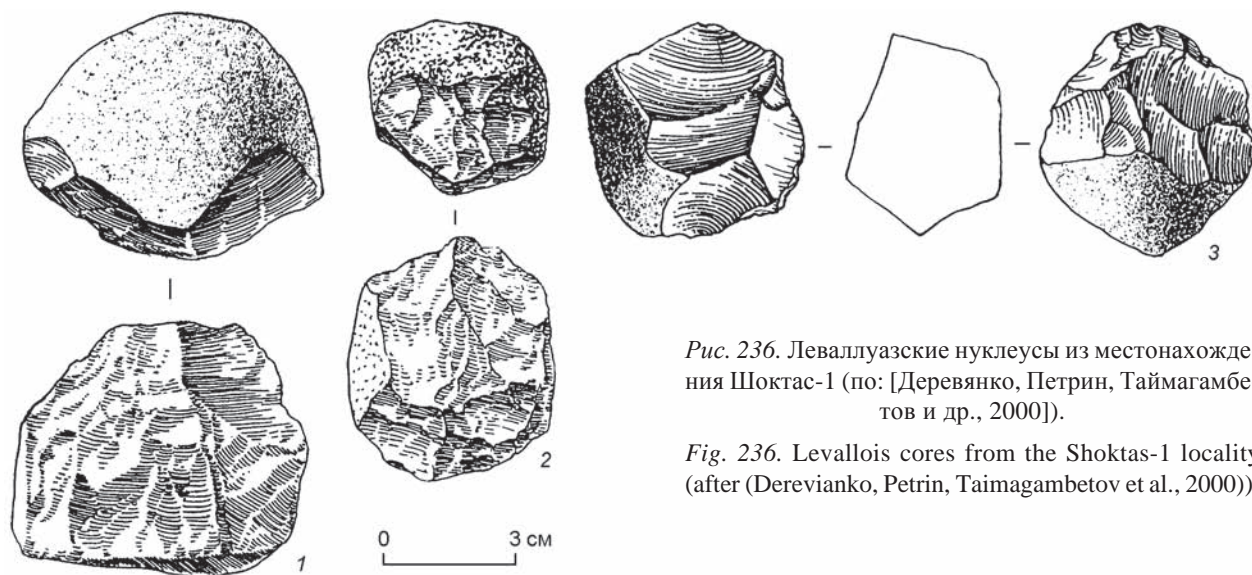 1
2
3
0 3 см
Рис. 236. Леваллуазские нуклеусы из местонахожде-
ния Шоктас-1 (по: [Деревянко, Петрин, Таймагамбе-
тов и др., 2000]).
Fig. 236. Levallois cores from the Shoktas-1 locality
(after (Derevianko, Petrin, Taimagambetov et al., 2000))